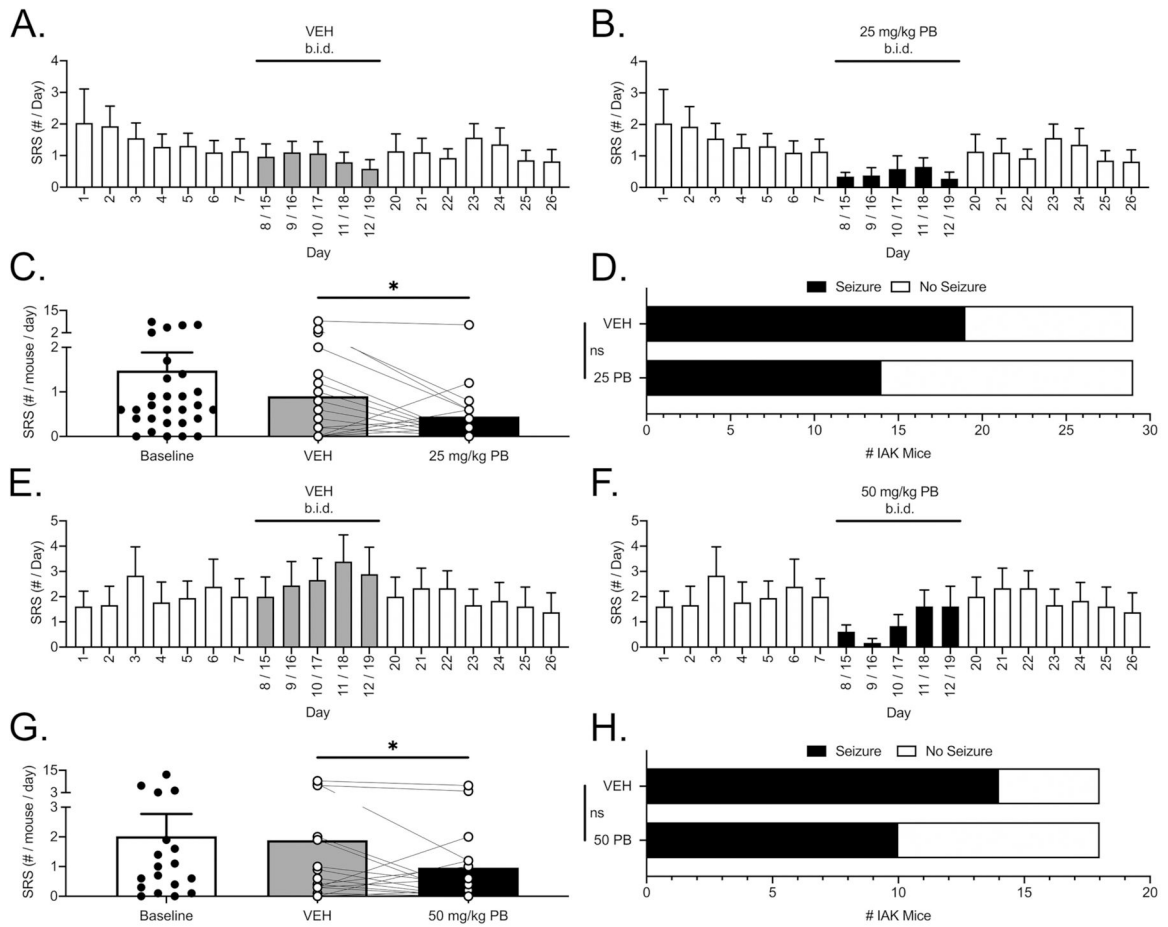 A.
VEH
b.i.d.
SRS (# / Day)
4
3
2
1
0
1 2 3 4 5 6 7 8 / 15 9 / 16 10 / 17 11 / 18 12 / 19 20 21 22 23 24 25 26
Day
B.
25 mg/kg PB
b.i.d.
SRS (# / Day)
4
3
2
1
0
1 2 3 4 5 6 7 8 / 15 9 / 16 10 / 17 11 / 18 12 / 19 20 21 22 23 24 25 26
Day
C.
*
SRS (# / mouse / day)
15
2
2
1
0
Baseline VEH 25 mg/kg PB
D.
Seizure No Seizure
VEH
ns
25 PB
0 5 10 15 20 25 30
# IAK Mice
E.
VEH
b.i.d.
SRS (# / Day)
5
4
3
2
1
0
1 2 3 4 5 6 7 8 / 15 9 / 16 10 / 17 11 / 18 12 / 19 20 21 22 23 24 25 26
Day
F.
50 mg/kg PB
b.i.d.
SRS (# / Day)
5
4
3
2
1
0
1 2 3 4 5 6 7 8 / 15 9 / 16 10 / 17 11 / 18 12 / 19 20 21 22 23 24 25 26
Day
G.
*
SRS (# / mouse / day)
15
3
3
2
1
0
Baseline VEH 50 mg/kg PB
H.
Seizure No Seizure
VEH
ns
50 PB
0 10 20
# IAK Mice